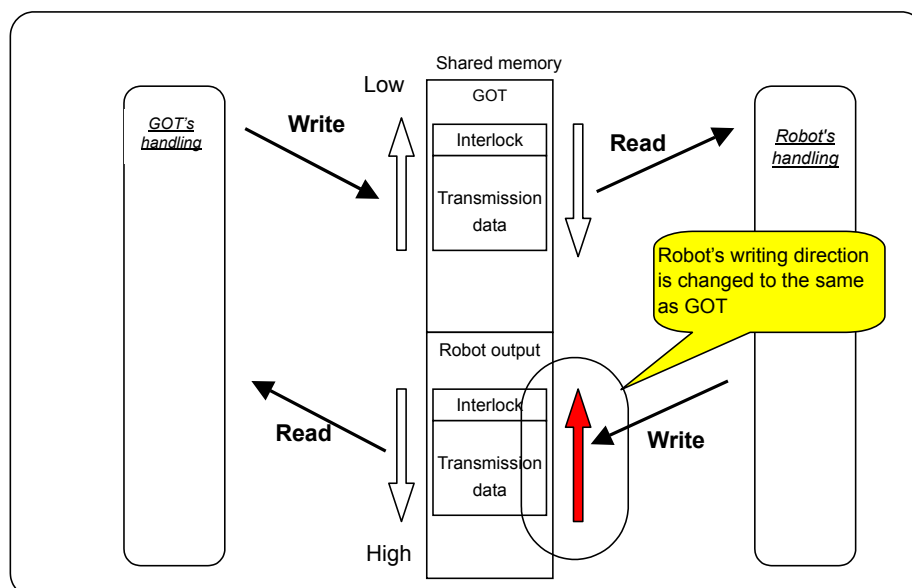 Shared memory
Low
GOT
GOT's
handling
Write
Interlock
Read
Robot's
handling
Transmission
data
Robot's writing direction
is changed to the same
as GOT
Robot output
Interlock
Read
Write
Transmission
data
High